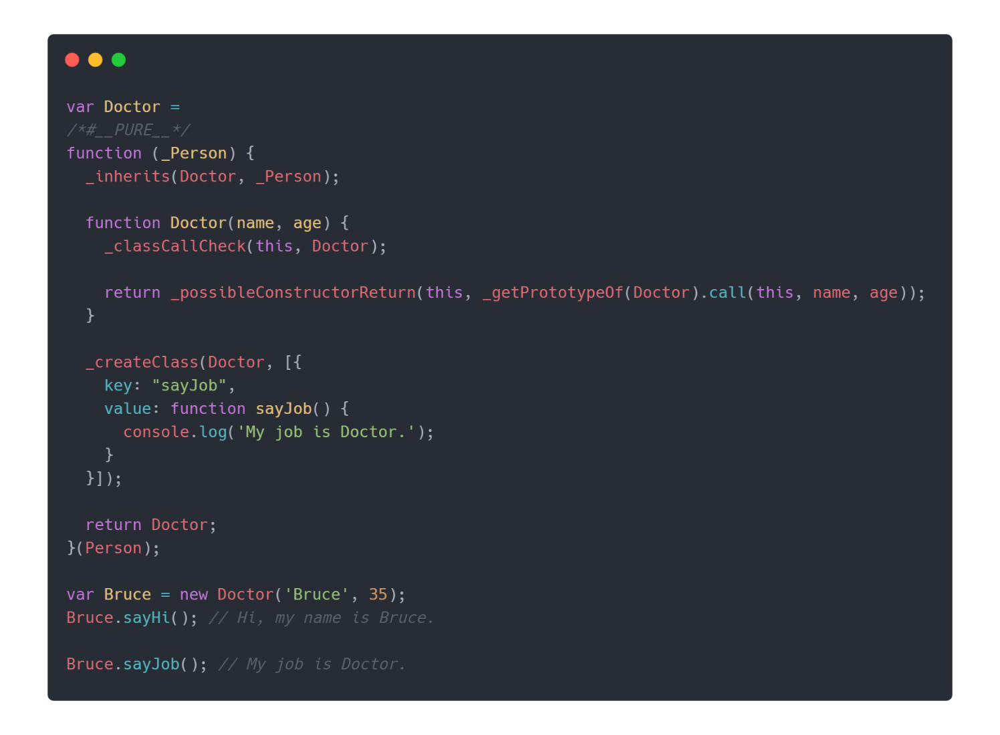 var Doctor =
/*#__PURE__*/
function (_Person) {
  _inherits(Doctor, _Person);

  function Doctor(name, age) {
    _classCallCheck(this, Doctor);

    return _possibleConstructorReturn(this, _getPrototypeOf(Doctor).call(this, name, age));
  }

  _createClass(Doctor, [{
    key: "sayJob",
    value: function sayJob() {
      console.log('My job is Doctor.');
    }
  }]);

  return Doctor;
}(Person);

var Bruce = new Doctor('Bruce', 35);
Bruce.sayHi(); // Hi, my name is Bruce.

Bruce.sayJob(); // My job is Doctor.